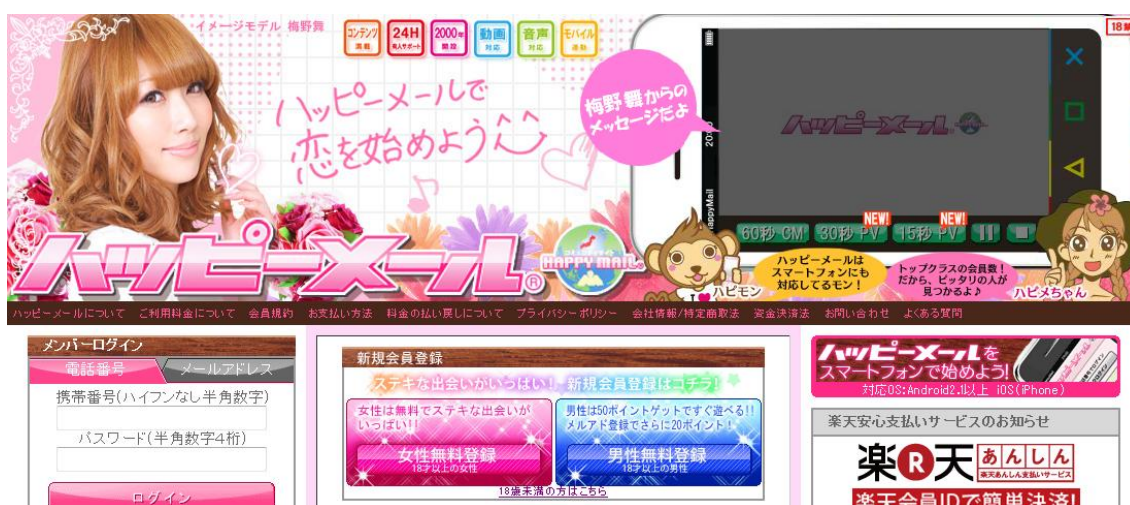 イメージモデル 梅野舞
コンテンツ
満載
24H
有人サポート
2000年
開設
動画
対応
音声
対応
モバイル
連動
18禁
ハッピーメールで
恋を始めよう^^
梅野舞からの
メッセージだよ
ハッピーメール
HappyMail
60秒 CM
NEW!
30秒 PV
NEW!
15秒 PV
ハッピーメール®
HAPPY MAIL
ハッピーメールは
スマートフォンにも
対応してるモン！
トップクラスの会員数！
だから、ピッタリの人が
見つかるよ♪
ハピモン
ハピメちゃん
ハッピーメールについて ご利用料金について 会員規約 お支払い方法 料金の払い戻しについて プライバシーポリシー 会社情報/特定商取法 資金決済法 お問い合わせ よくある質問
メンバーログイン
電話番号 メールアドレス
携帯番号(ハイフンなし半角数字)
パスワード(半角数字4桁)
ログイン
新規会員登録
ステキな出会いがいっぱい！ 新規会員登録はコチラ!
女性は無料でステキな出会いが
いっぱい!!
女性無料登録
18才以上の女性
男性は50ポイントゲットですぐ遊べる!!
メルアド登録でさらに20ポイント!
男性無料登録
18才以上の男性
18歳未満の方はこちら
ハッピーメールを
スマートフォンで始めよう!
対応OS:Android2.1以上 iOS(iPhone)
楽天安心支払いサービスのお知らせ
楽R天 あんしん
楽天あんしん支払いサービス
楽天会員IDで簡単決済!